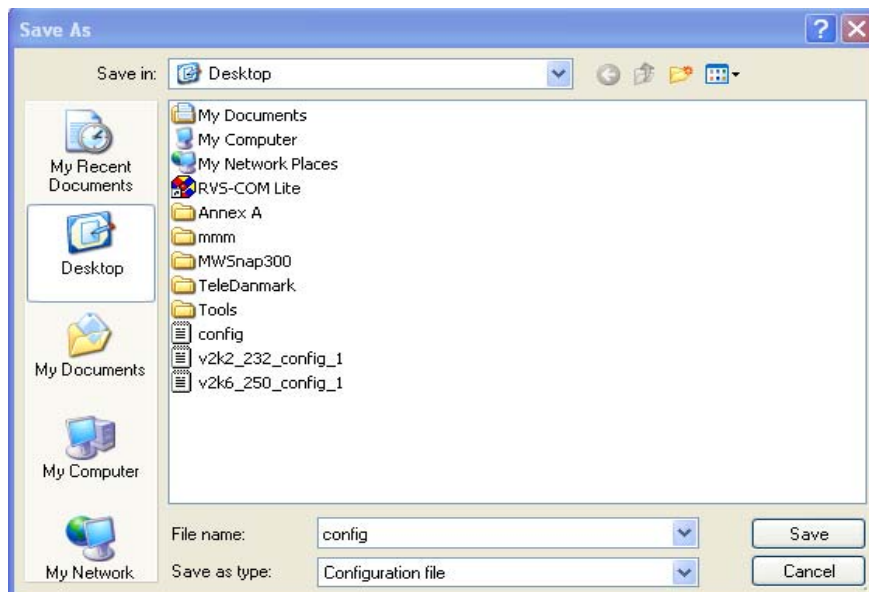 Save As
Save in: Desktop
My Recent
Documents
Desktop
My Documents
My Computer
My Network
My Documents
My Computer
My Network Places
RVS-COM Lite
Annex A
mmm
MWSnap300
TeleDanmark
Tools
config
v2k2_232_config_1
v2k6_250_config_1
File name: config Save
Save as type: Configuration file Cancel